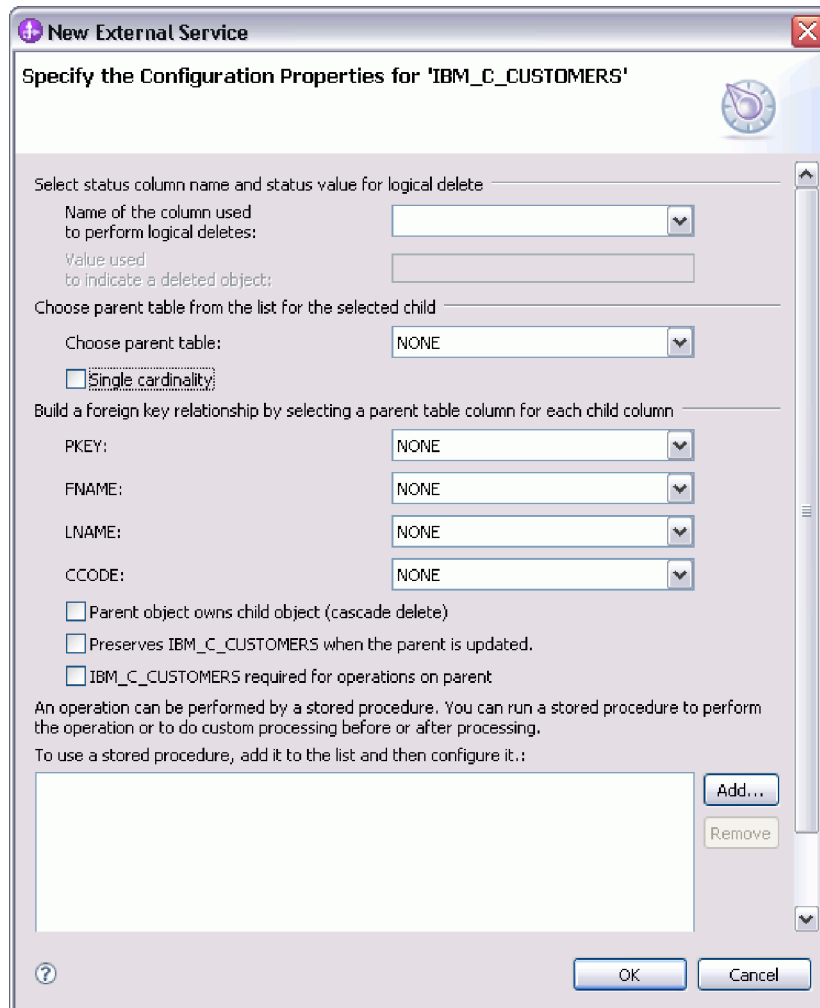 New External Service
Specify the Configuration Properties for 'IBM_C_CUSTOMERS'
Select status column name and status value for logical delete
Name of the column used
to perform logical deletes:
Value used
to indicate a deleted object:
Choose parent table from the list for the selected child
Choose parent table: NONE
Single cardinality
Build a foreign key relationship by selecting a parent table column for each child column
PKEY: NONE
FNAME: NONE
LNAME: NONE
CCODE: NONE
Parent object owns child object (cascade delete)
Preserves IBM_C_CUSTOMERS when the parent is updated.
IBM_C_CUSTOMERS required for operations on parent
An operation can be performed by a stored procedure. You can run a stored procedure to perform
the operation or to do custom processing before or after processing.
To use a stored procedure, add it to the list and then configure it.:
Add...
Remove
?
OK Cancel